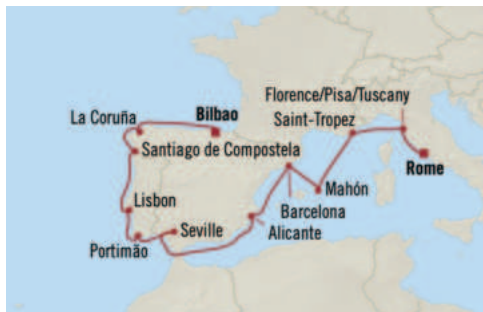 Florence/Pisa/Tuscany
La Coruña
Bilbao
Saint-Tropez
Santiago de Compostela
Rome
Mahón
Lisbon
Barcelona
Seville
Alicante
Portimão